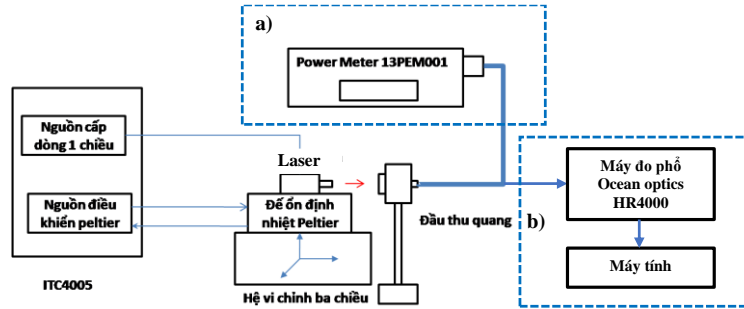 a)
Power Meter 13PEM001
Nguồn cấp
dòng 1 chiều
Laser
Máy đo phổ
Ocean optics
HR4000
Nguồn điều
khiển peltier
Đế ổn định
nhiệt Peltier
Đầu thu quang
b)
Máy tính
ITC4005
Hệ vi chỉnh ba chiều